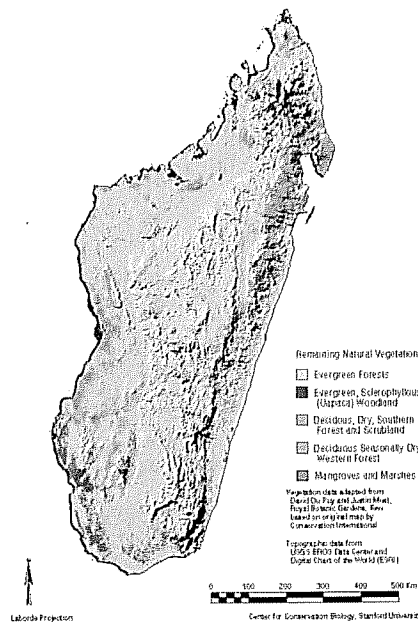 Remaining Natural Vegetation
Evergreen Forests
Evergreen, Sclerophyllous
(Uapaca) Woodland
Decidous, Dry, Southern
Forest and Scrubland
Deciduous Seasonally Dry
Western Forest
Mangroves and Marshes
Vegetation data adapted from
David Du Puy and Justin Moat,
Royal Botanic Gardens, Kew
based on original map by
Conservation International
Topographic data from
USGS EROS Data Center and
Digital Chart of the World (ESRI)
0 100 200 300 400 500 Km
Laborde Projection
Center for Conservation Biology, Stanford Universit